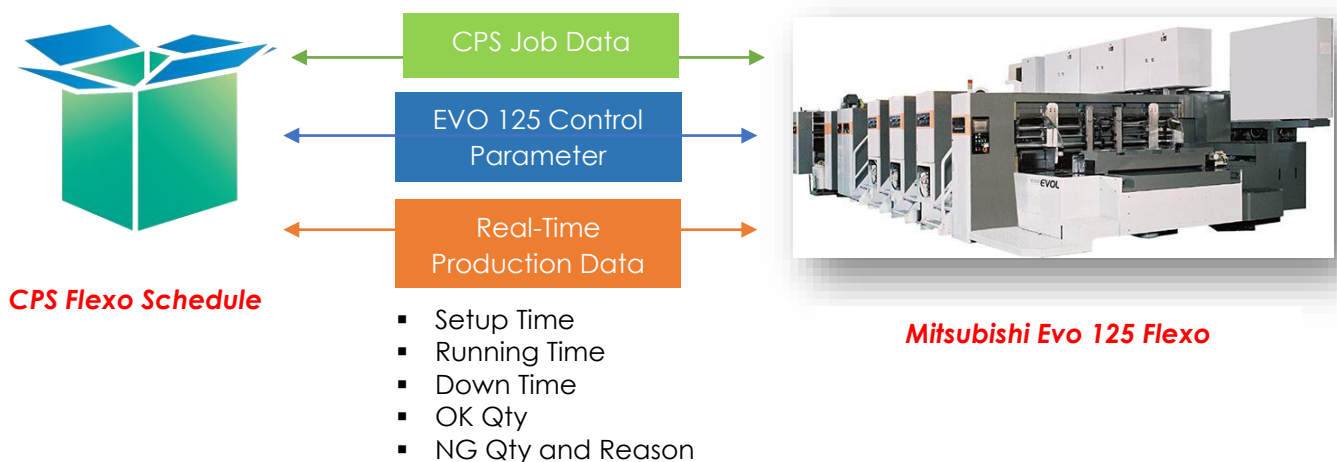 CPS Job Data
EVO 125 Control
Parameter
Real-Time
Production Data
CPS Flexo Schedule
▪ Setup Time
▪ Running Time
▪ Down Time
▪ OK Qty
▪ NG Qty and Reason
EVOL
Mitsubishi Evo 125 Flexo